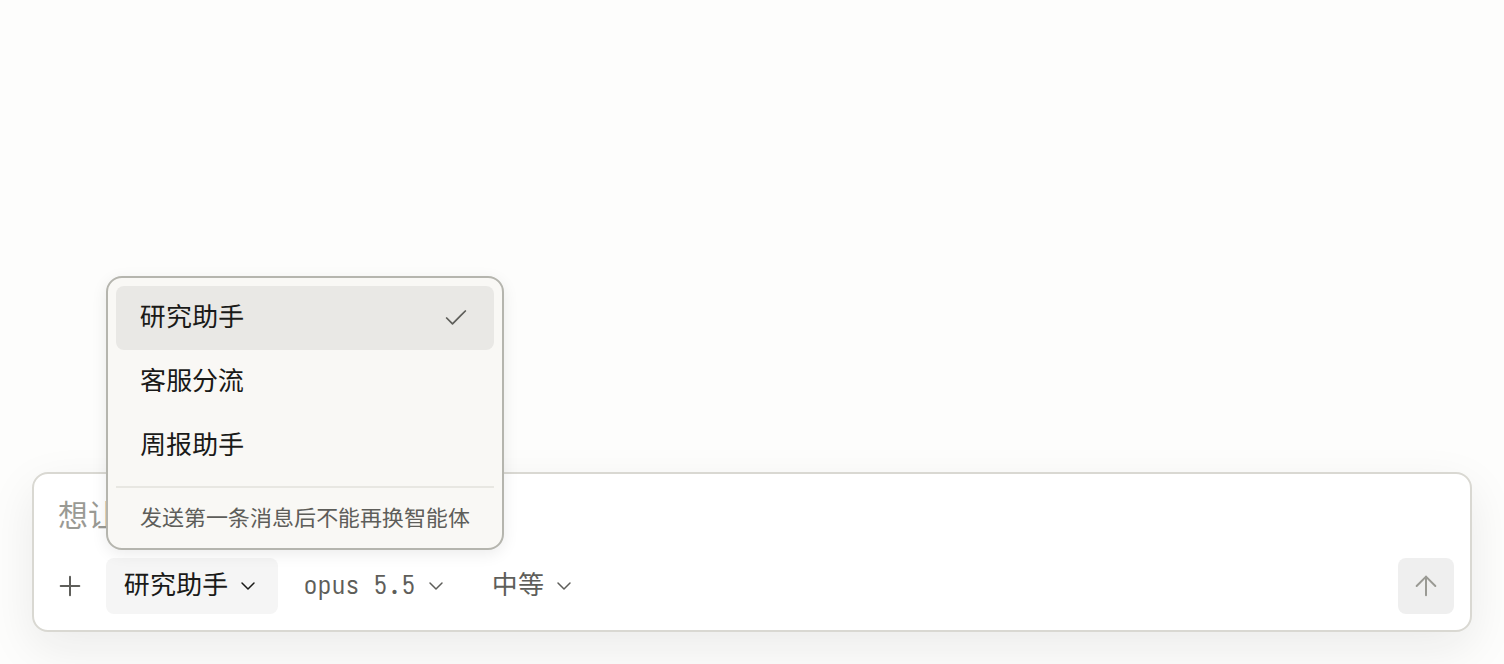 研究助手
客服分流
周报助手
发送第一条消息后不能再换智能体
想
研究助手 opus 5.5 中等